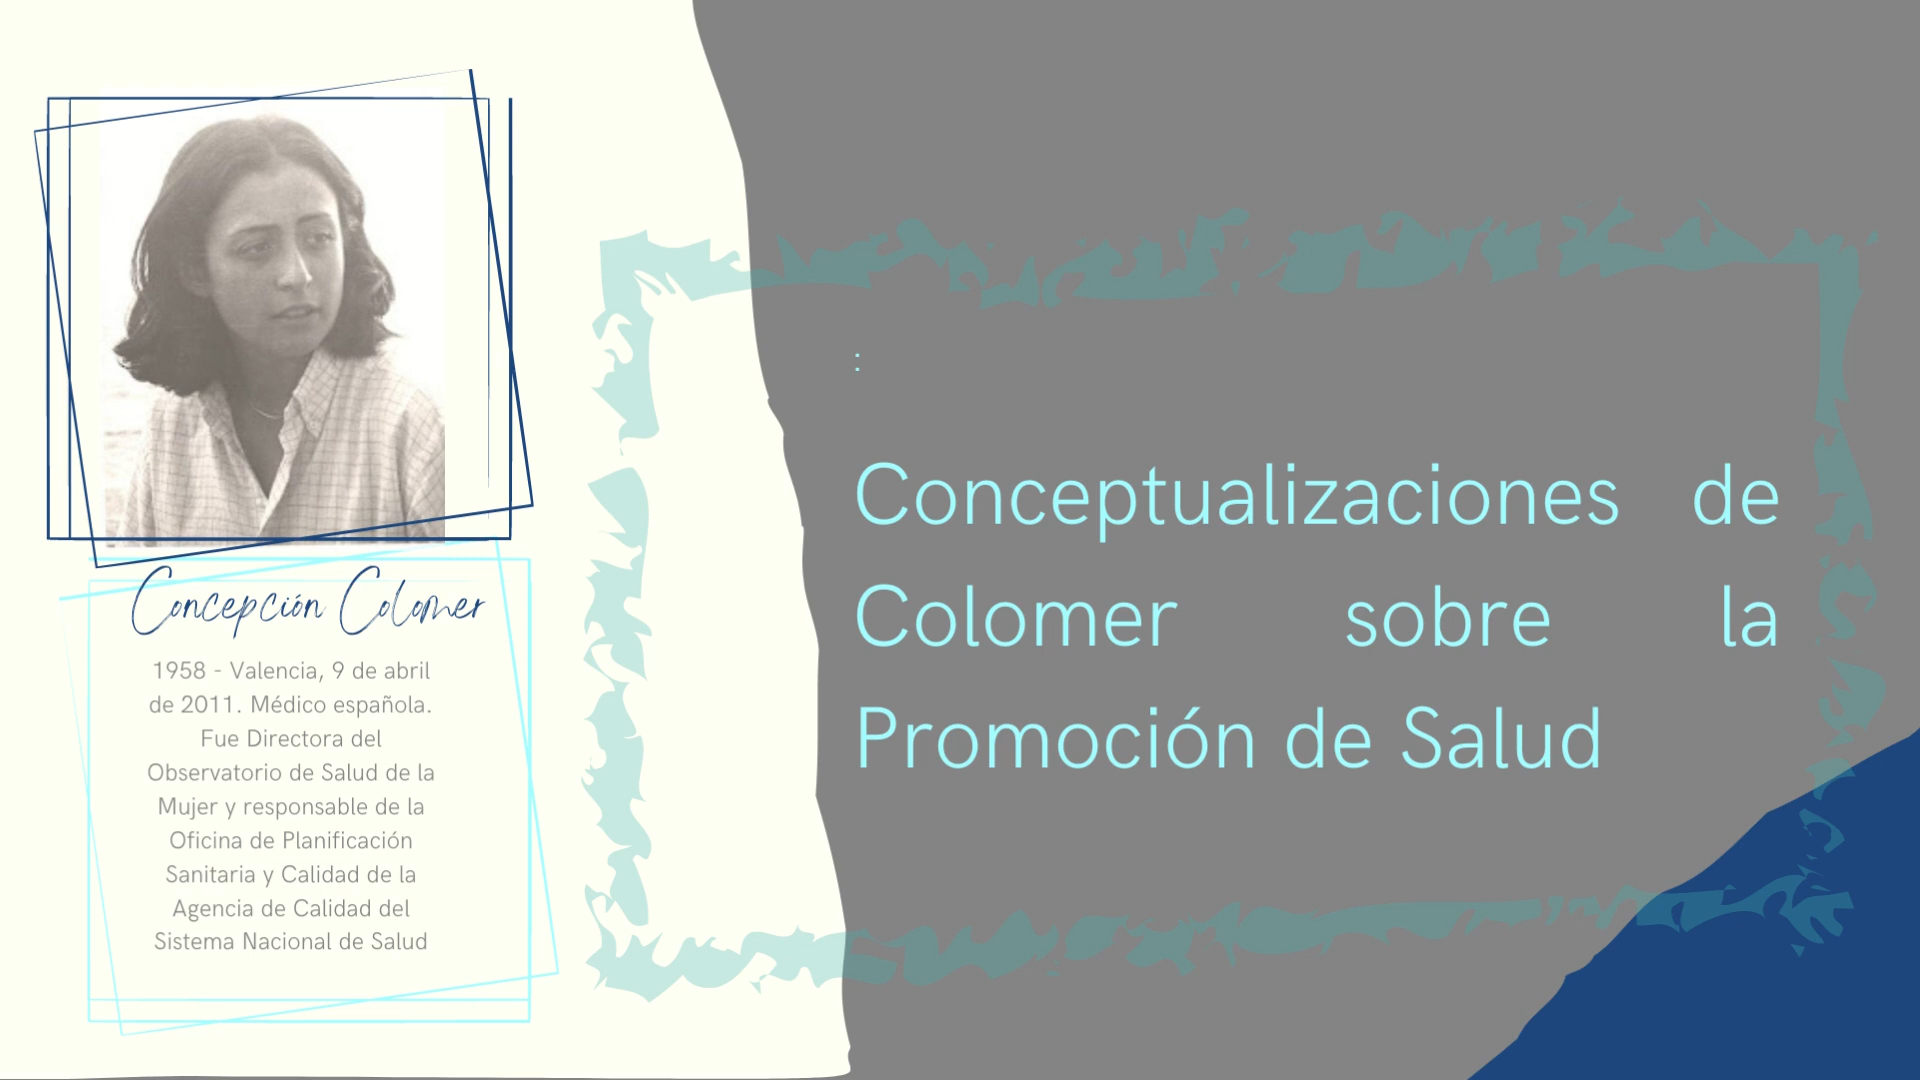 Concepción Colomer
1958 - Valencia, 9 de abril
de 2011. Médico española.
Fue Directora del
Observatorio de Salud de la
Mujer y responsable de la
Oficina de Planificación
Sanitaria y Calidad de la
Agencia de Calidad del
Sistema Nacional de Salud
:
Conceptualizaciones de
Colomer sobre la
Promoción de Salud